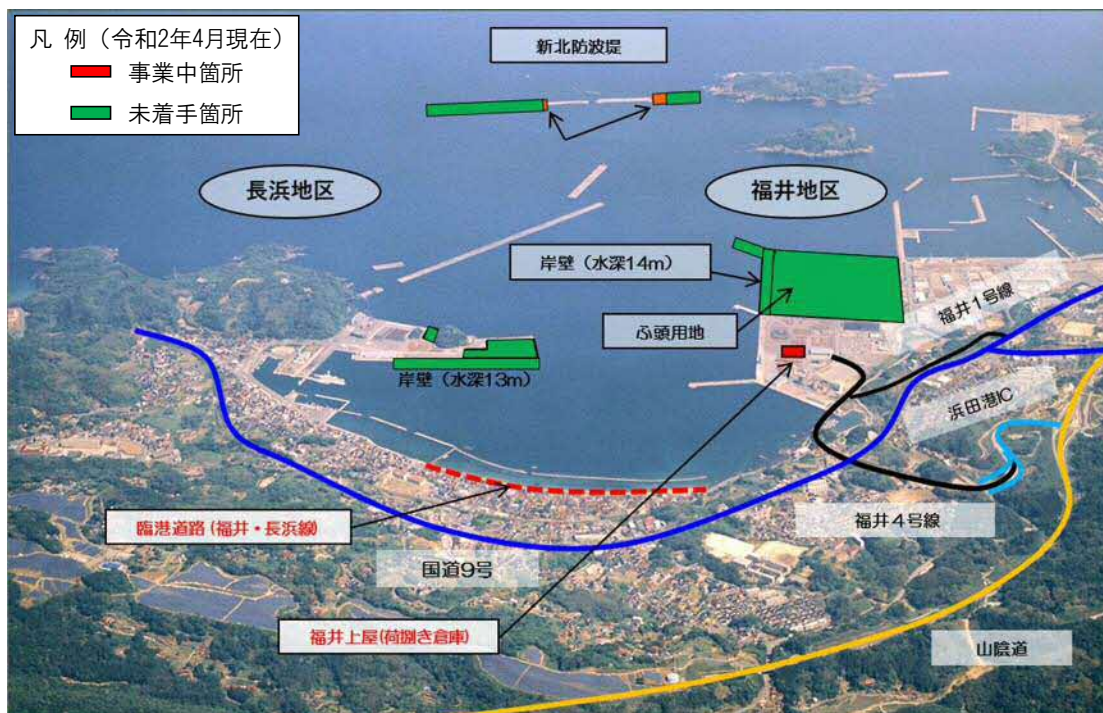 凡 例（令和2年4月現在）
事業中箇所
未着手箇所
新北防波堤
長浜地区
福井地区
岸壁（水深14m）
ふ頭用地
福井１号線
岸壁（水深13m）
浜田港IC
臨港道路(福井・長浜線)
福井４号線
国道９号
福井上屋(荷捌き倉庫)
山陰道